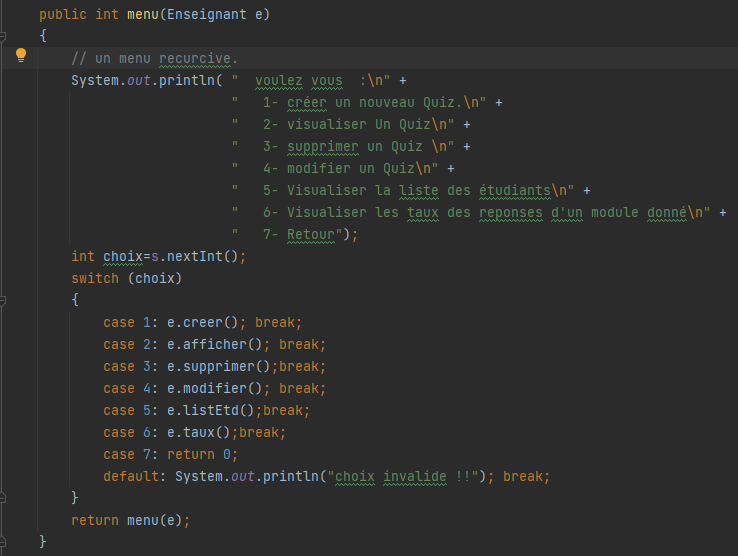 public int menu(Enseignant e)
{
// un menu recurcive.
System.out.println( "  voulez vous  :\n" +
"   1- créer un nouveau Quiz.\n" +
"   2- visualiser Un Quiz\n" +
"   3- supprimer un Quiz \n" +
"   4- modifier un Quiz\n" +
"   5- Visualiser la liste des étudiants\n" +
"   6- Visualiser les taux des reponses d'un module donné\n" +
"   7- Retour");
int choix=s.nextInt();
switch (choix)
{
case 1: e.creer(); break;
case 2: e.afficher(); break;
case 3: e.supprimer();break;
case 4: e.modifier(); break;
case 5: e.listEtd();break;
case 6: e.taux();break;
case 7: return 0;
default: System.out.println("choix invalide !!"); break;
}
return menu(e);
}